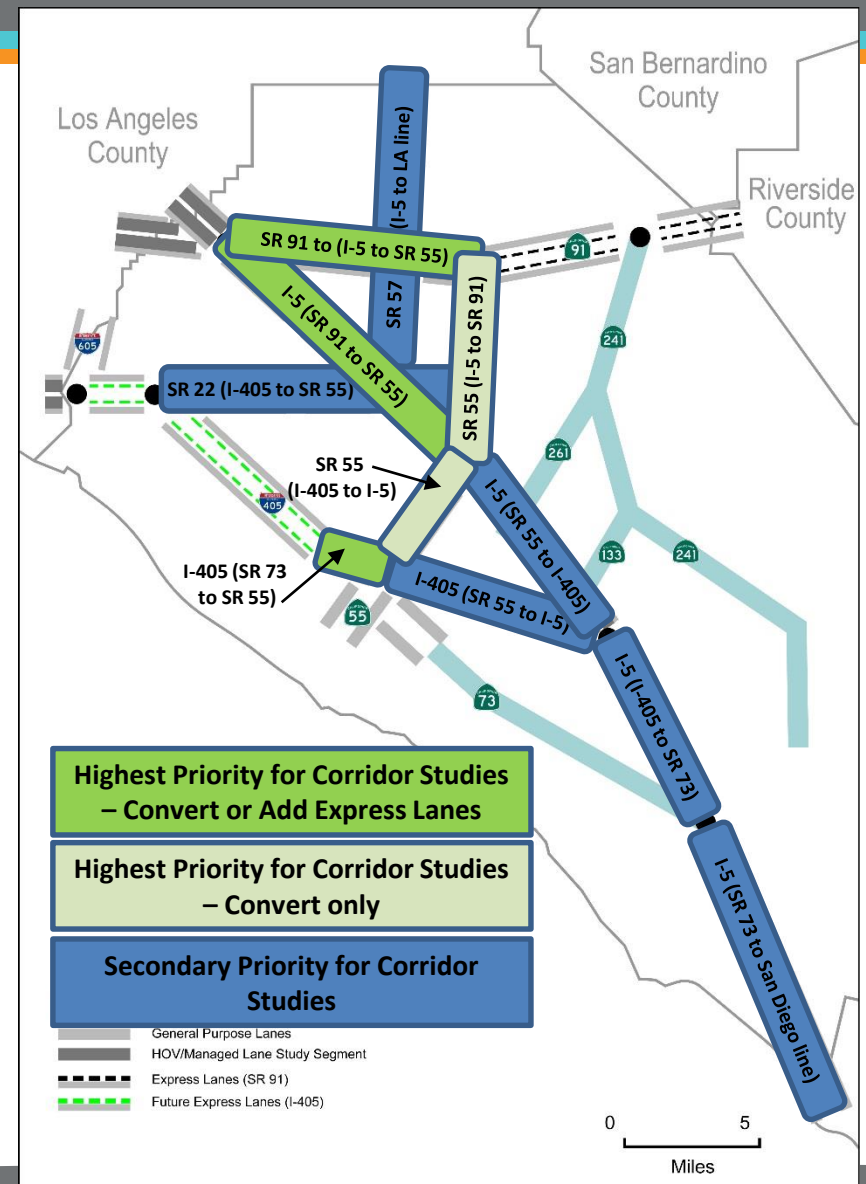 San Bernardino
County
Los Angeles
County
Riverside
County
(I-5 to LA line)
SR 57
SR 91 to (I-5 to SR 55)
91
I-5 (SR 91 to SR 55)
SR 55 (I-5 to SR 91)
241
605
SR 22 (I-405 to SR 55)
261
SR 55
(I-405 to I-5)
405
I-5 (SR 55 to I-405)
133
241
I-405 (SR 73
to SR 55)
I-405 (SR 55 to I-5)
55
73
I-5 (I-405 to SR 73)
I-5 (SR 73 to San Diego line)
Highest Priority for Corridor Studies
– Convert or Add Express Lanes
Highest Priority for Corridor Studies
– Convert only
Secondary Priority for Corridor
Studies
General Purpose Lanes
HOV/Managed Lane Study Segment
Express Lanes (SR 91)
Future Express Lanes (I-405)
0 5
Miles